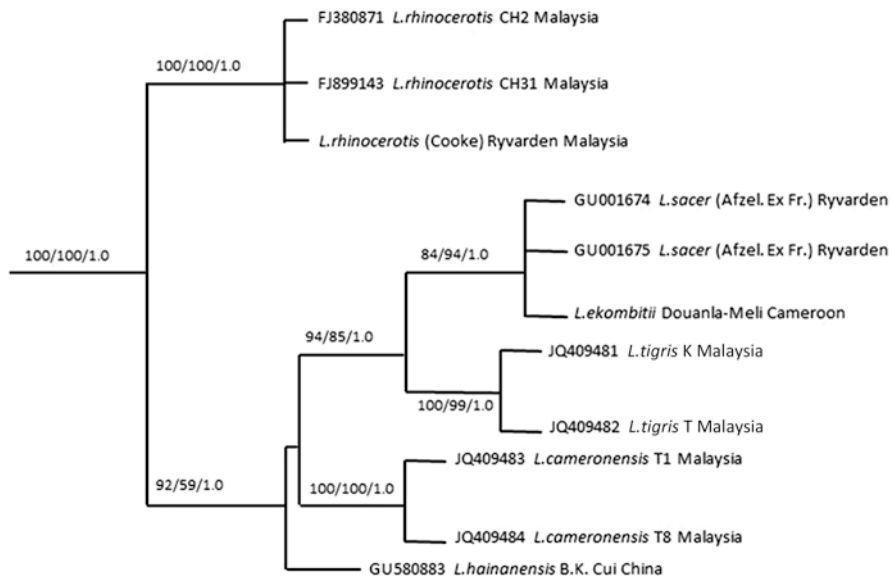 FJ380871 L.rhinocerotis CH2 Malaysia
100/100/1.0
FJ899143 L.rhinocerotis CH31 Malaysia
L.rhinocerotis (Cooke) Ryvarden Malaysia
GU001674 L.sacer (Afzel. Ex Fr.) Ryvarden
100/100/1.0
84/94/1.0
GU001675 L.sacer (Afzel. Ex Fr.) Ryvarden
L.ekombitii Douanla-Meli Cameroon
94/85/1.0
JQ409481 L.tigris K Malaysia
100/99/1.0
JQ409482 L.tigris T Malaysia
JQ409483 L.cameronensis T1 Malaysia
92/59/1.0
100/100/1.0
JQ409484 L.cameronensis T8 Malaysia
GU580883 L.hainanensis B.K. Cui China